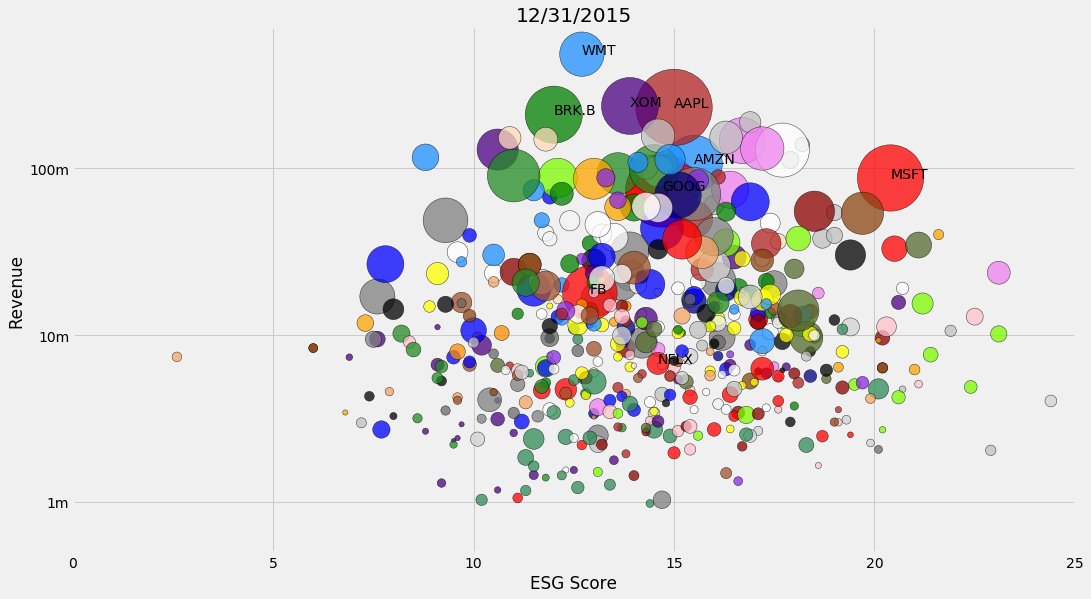 12/31/2015
WMT
BRK.B
XOM
AAPL
AMZN
MSFT
GOOG
FB
NFLX
100m
10m
1m
Revenue
0
5
10
15
20
25
ESG Score